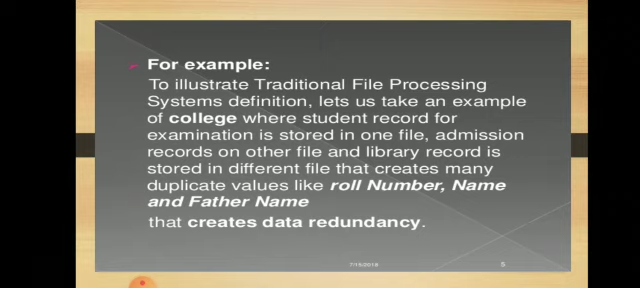 For example:
To illustrate Traditional File Processing
Systems definition, lets us take an example
of college where student record for
examination is stored in one file, admission
records on other file and library record is
stored in different file that creates many
duplicate values like roll Number, Name
and Father Name
that creates data redundancy.
7/15/2019 5